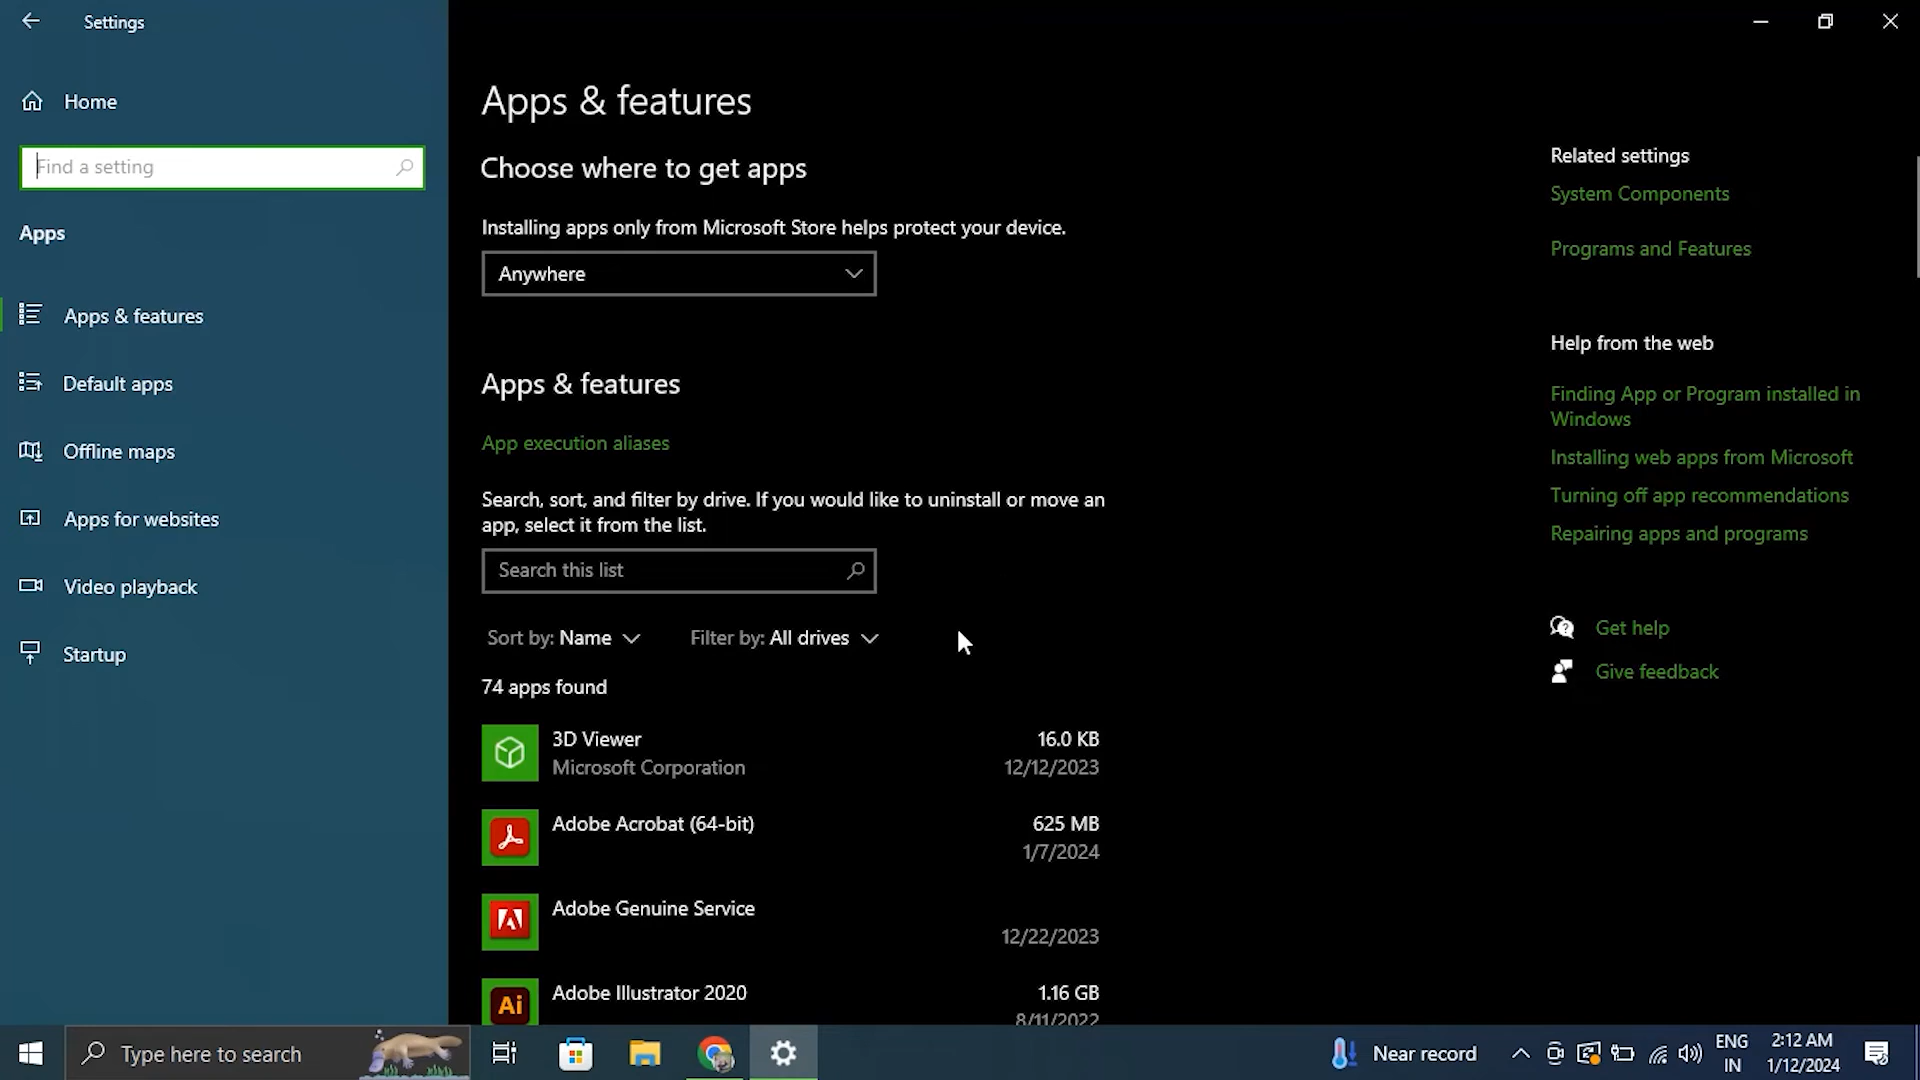 Settings
Home
Find a setting
Apps
Apps & features
Default apps
Offline maps
Apps for websites
Video playback
Startup
Apps & features
Choose where to get apps
Installing apps only from Microsoft Store helps protect your device.
Anywhere
Apps & features
App execution aliases
Search, sort, and filter by drive. If you would like to uninstall or move an
app, select it from the list.
Search this list
Sort by: Name
Filter by: All drives
74 apps found
3D Viewer
16.0 KB
Microsoft Corporation
12/12/2023
Adobe Acrobat (64-bit)
625 MB
1/7/2024
Adobe Genuine Service
12/22/2023
Ai
Adobe Illustrator 2020
1.16 GB
8/11/2022
Related settings
System Components
Programs and Features
Help from the web
Finding App or Program installed in
Windows
Installing web apps from Microsoft
Turning off app recommendations
Repairing apps and programs
Get help
Give feedback
Type here to search
Near record
ENG
IN
2:12 AM
1/12/2024